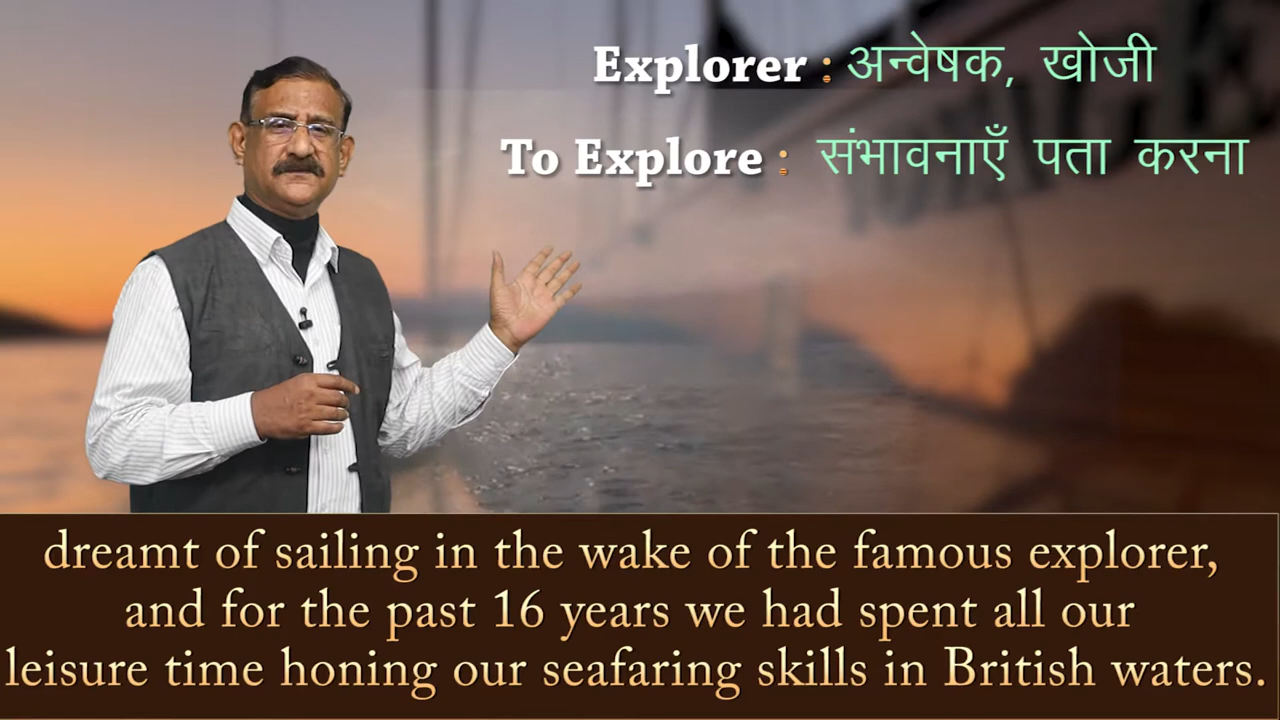 Explorer : अन्वेषक, खोजी
To Explore : संभावनाएँ पता करना
dreamt of sailing in the wake of the famous explorer,
and for the past 16 years we had spent all our
leisure time honing our seafaring skills in British waters.